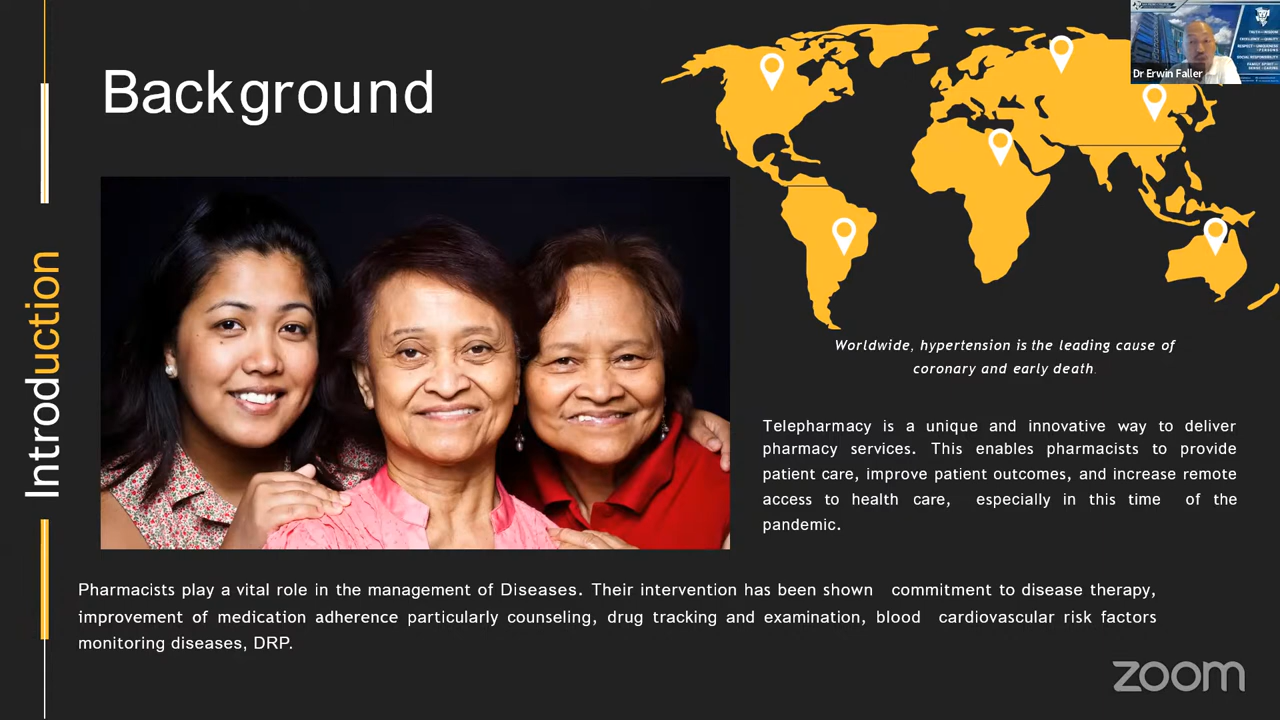 Background
Introduction
Dr Erwin Faller
Worldwide, hypertension is the leading cause of
coronary and early death.
Telepharmacy is a unique and innovative way to deliver
pharmacy services. This enables pharmacists to provide
patient care, improve patient outcomes, and increase remote
access to health care, especially in this time of the
pandemic.
Pharmacists play a vital role in the management of Diseases. Their intervention has been shown commitment to disease therapy,
improvement of medication adherence particularly counseling, drug tracking and examination, blood cardiovascular risk factors
monitoring diseases, DRP.
zoom